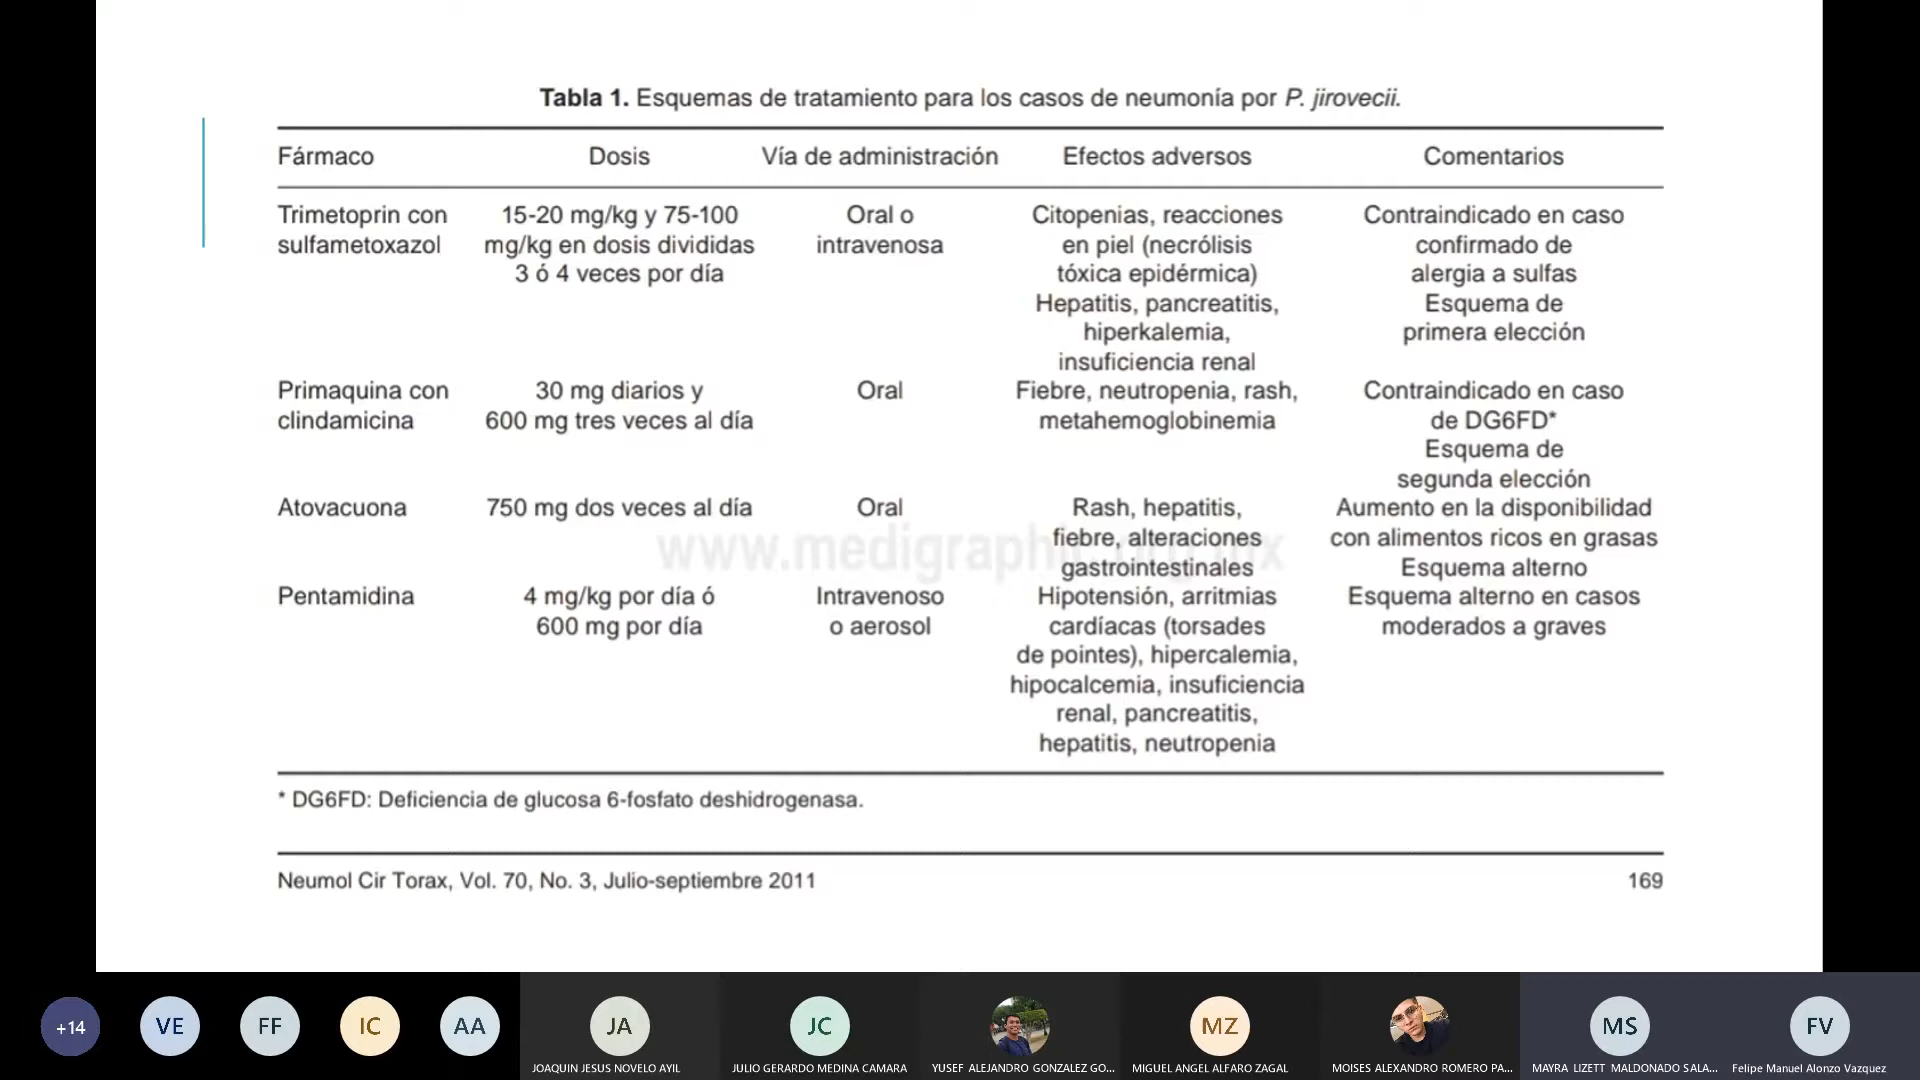 Tabla 1. Esquemas de tratamiento para los casos de neumonía por P. jirovecii.
Fármaco Dosis Vía de administración Efectos adversos Comentarios
Trimetoprin con 15-20 mg/kg y 75-100 Oral o Citopenias, reacciones Contraindicado en caso
sulfametoxazol mg/kg en dosis divididas intravenosa en piel (necrólisis confirmado de
3 ó 4 veces por día tóxica epidérmica) alergia a sulfas
Hepatitis, pancreatitis, Esquema de
hiperkalemia, primera elección
insuficiencia renal
Primaquina con 30 mg diarios y Oral Fiebre, neutropenia, rash, Contraindicado en caso
clindamicina 600 mg tres veces al día metahemoglobinemia de DG6FD*
Esquema de
segunda elección
Atovacuona 750 mg dos veces al día Oral Rash, hepatitis, Aumento en la disponibilidad
fiebre, alteraciones con alimentos ricos en grasas
www.medigraphic.org.mx
gastrointestinales Esquema alterno
Pentamidina 4 mg/kg por día ó Intravenoso Hipotensión, arritmias Esquema alterno en casos
600 mg por día o aerosol cardíacas (torsades moderados a graves
de pointes), hipercalemia,
hipocalcemia, insuficiencia
renal, pancreatitis,
hepatitis, neutropenia
* DG6FD: Deficiencia de glucosa 6-fosfato deshidrogenasa.
Neumol Cir Torax, Vol. 70, No. 3, Julio-septiembre 2011 169
+14 VE FF IC AA JA JC MZ MS FV
JOAQUIN JESUS NOVELO AYIL JULIO GERARDO MEDINA CAMARA YUSEF ALEJANDRO GONZALEZ GO... MIGUEL ANGEL ALFARO ZAGAL MOISES ALEXANDRO ROMERO PA... MAYRA LIZETT MALDONADO SALA... Felipe Manuel Alonzo Vazquez